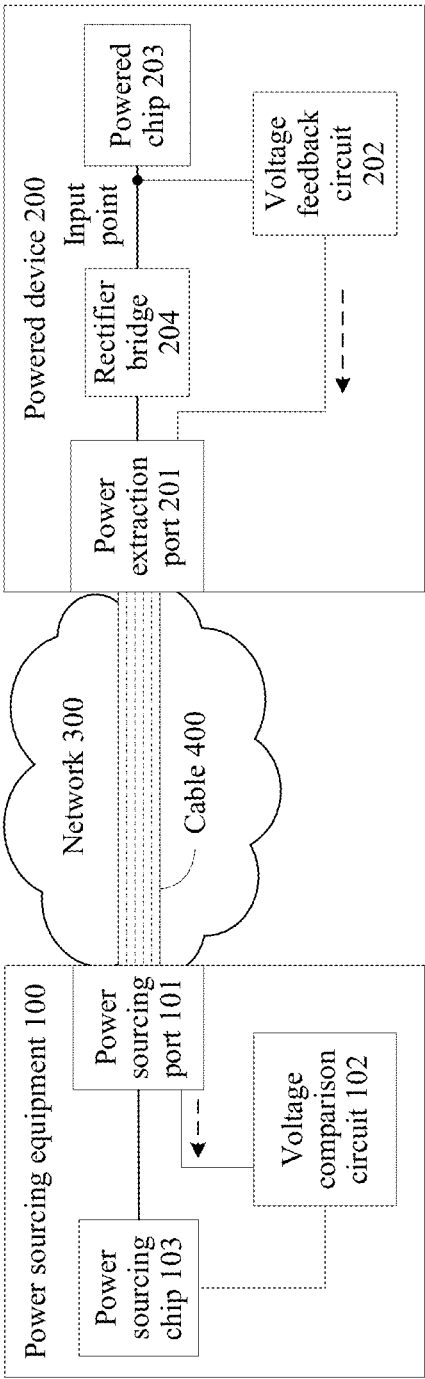 Power sourcing equipment 100
Power
sourcing
chip 103
Power
sourcing
port 101
Voltage
comparison
circuit 102
Network 300
Cable 400
Powered device 200
Power
extraction
port 201
Rectifier
bridge
204
Input
point
Powered
chip 203
Voltage
feedback
circuit
202